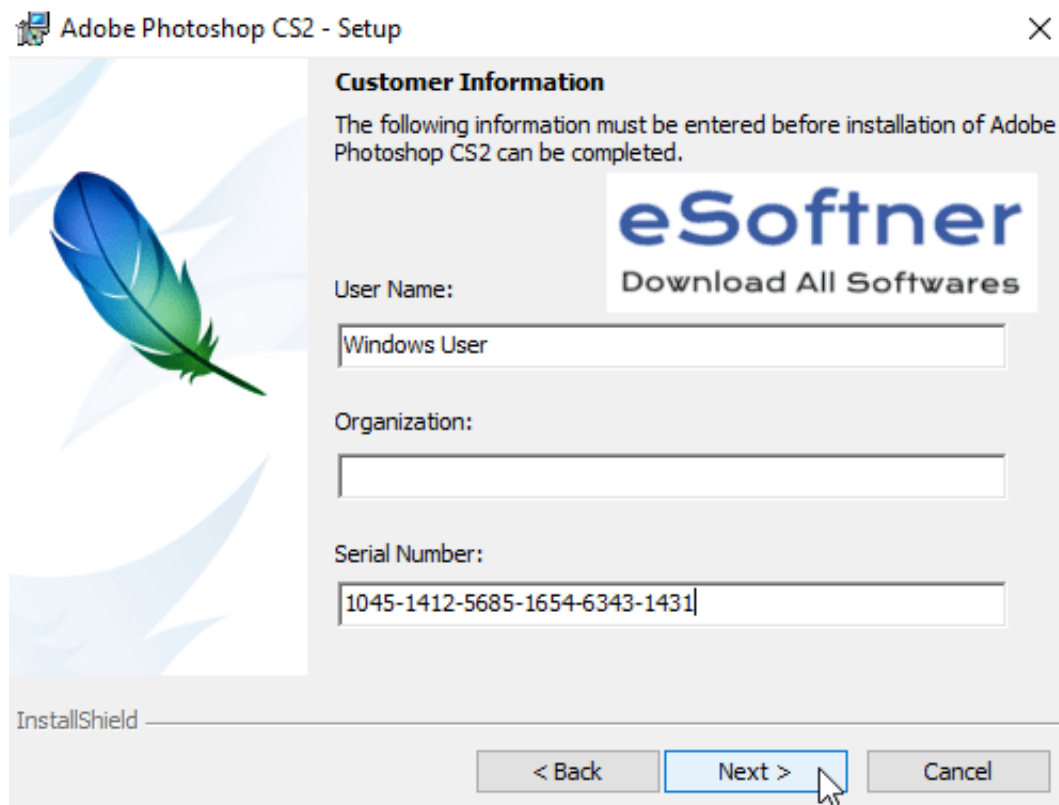 Adobe Photoshop CS2 - Setup
Customer Information
The following information must be entered before installation of Adobe
Photoshop CS2 can be completed.
eSoftner
Download All Softwares
User Name:
Windows User
Organization:
Serial Number:
1045-1412-5685-1654-6343-1431
InstallShield
< Back
Next >
Cancel